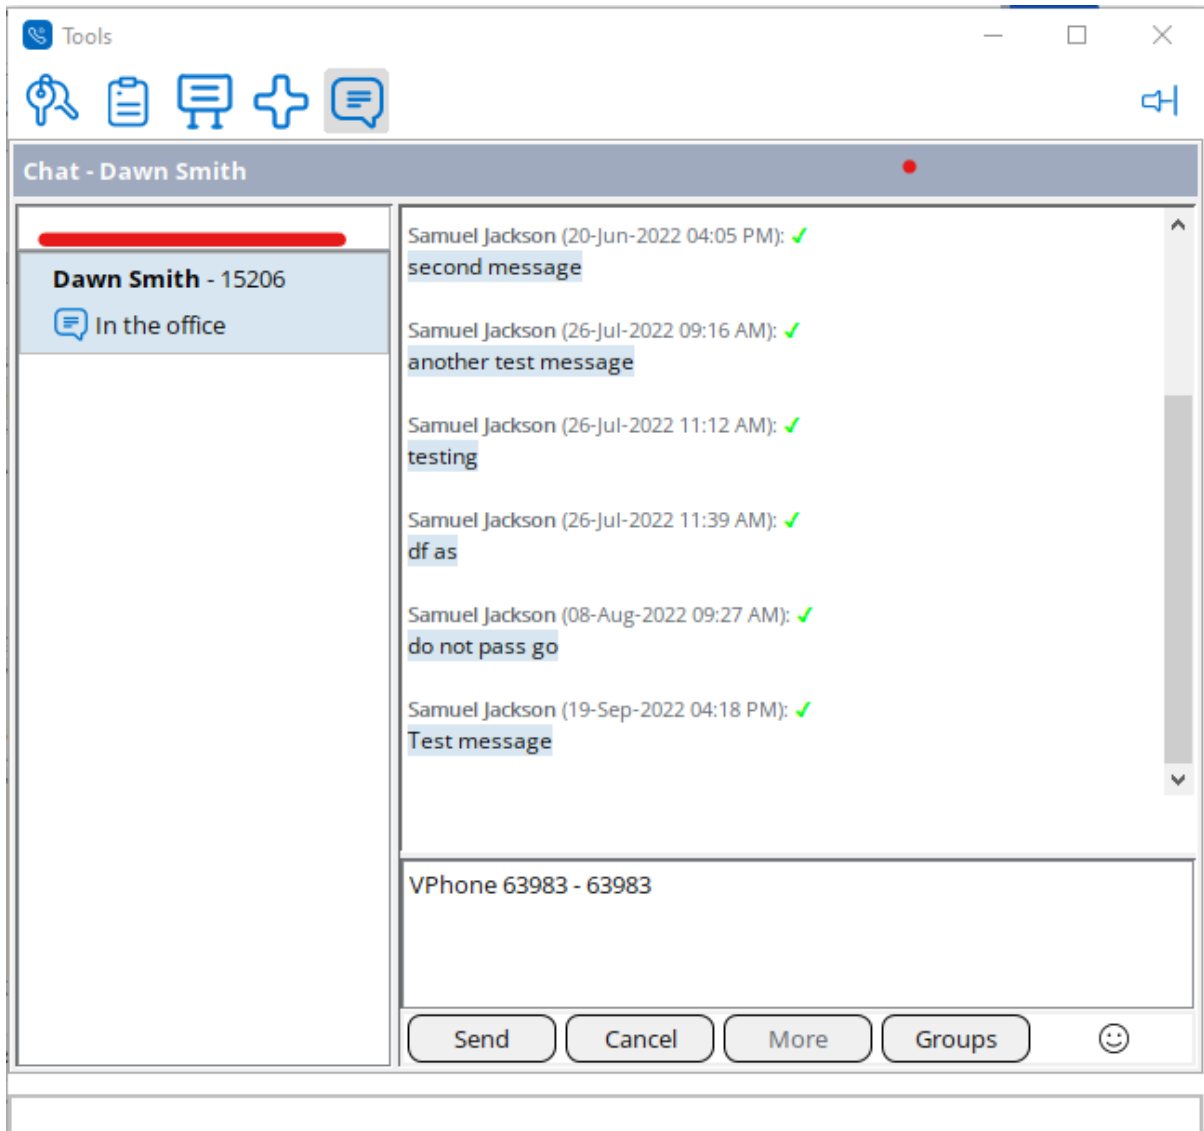 Tools
Chat - Dawn Smith
Dawn Smith - 15206
In the office
Samuel Jackson (20-Jun-2022 04:05 PM): ✓
second message
Samuel Jackson (26-Jul-2022 09:16 AM): ✓
another test message
Samuel Jackson (26-Jul-2022 11:12 AM): ✓
testing
Samuel Jackson (26-Jul-2022 11:39 AM): ✓
df as
Samuel Jackson (08-Aug-2022 09:27 AM): ✓
do not pass go
Samuel Jackson (19-Sep-2022 04:18 PM): ✓
Test message
VPhone 63983 - 63983
Send Cancel More Groups